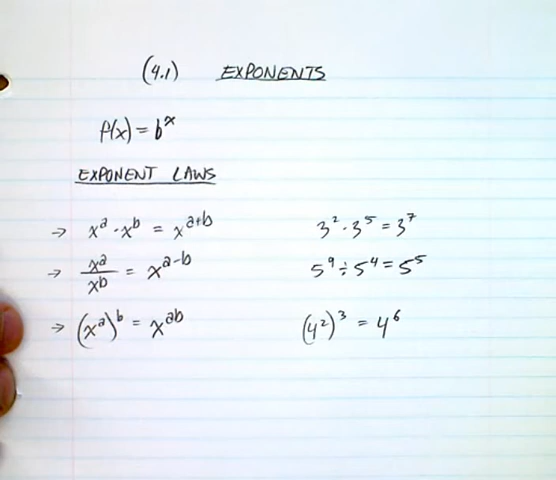 (4.1) EXPONENTS
f(x) = b^x
EXPONENT LAWS
→ x^a · x^b = x^{a+b} 3^2 · 3^5 = 3^7
→ x^a / x^b = x^{a-b} 5^9 ÷ 5^4 = 5^5
→ (x^a)^b = x^{ab} (4^2)^3 = 4^6